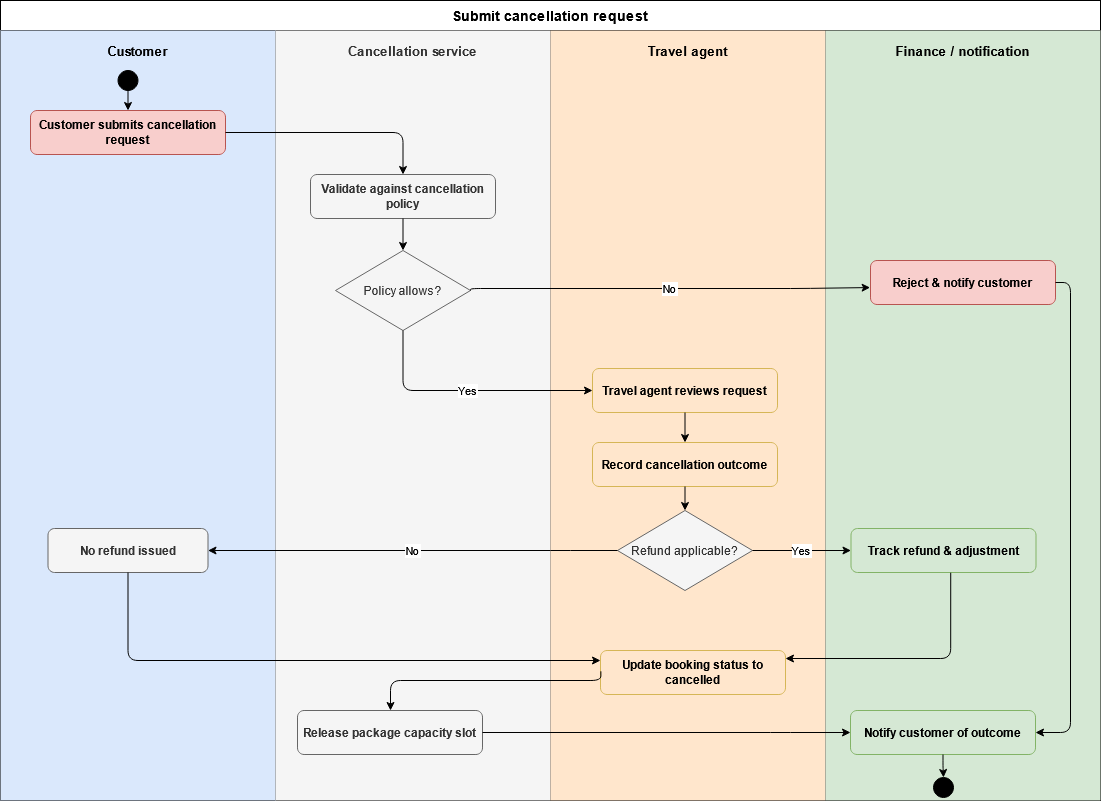 Submit cancellation request
Customer
Cancellation service
Travel agent
Finance / notification
Customer submits cancellation
request
Validate against cancellation
policy
Policy allows?
No
Reject & notify customer
Yes
Travel agent reviews request
Record cancellation outcome
No refund issued
No
Refund applicable?
Yes
Track refund & adjustment
Update booking status to
cancelled
Release package capacity slot
Notify customer of outcome